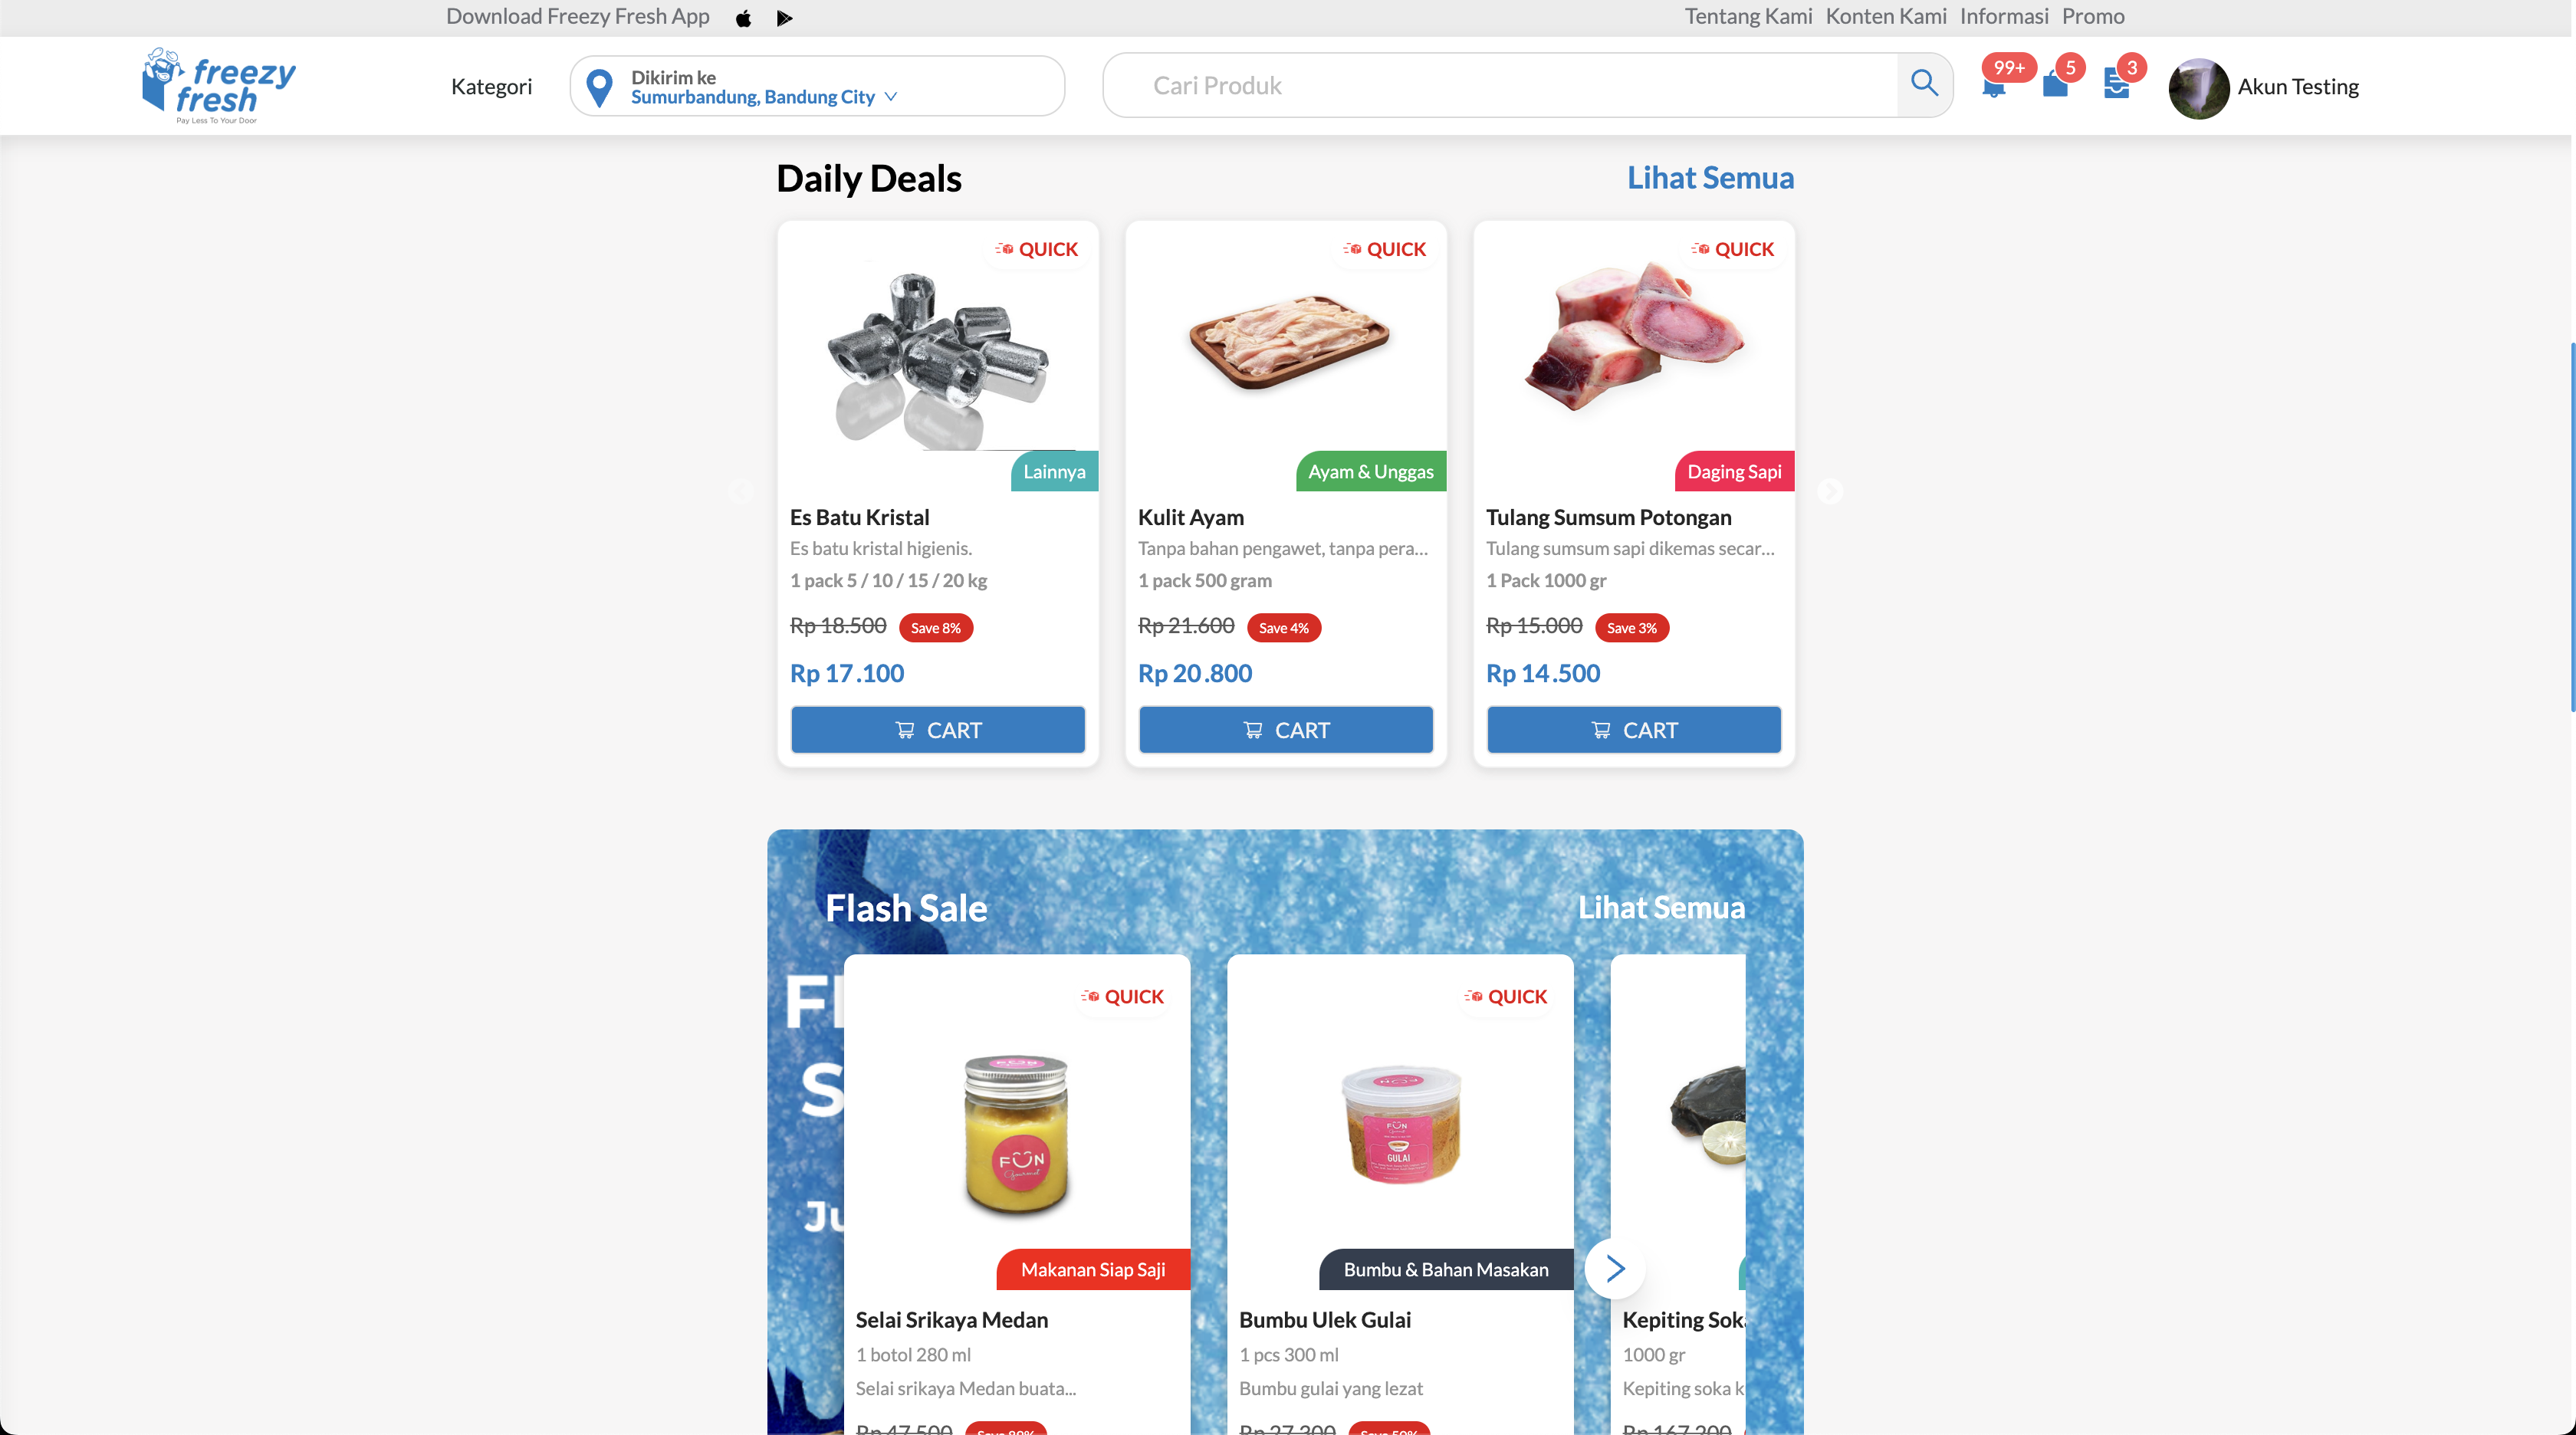 Download Freezy Fresh App
Tentang Kami Konten Kami Informasi Promo
freezy
fresh
Pay Less To Your Door
Kategori
Dikirim ke
Sumurbandung, Bandung City
Cari Produk
99+
5
3
Akun Testing
Daily Deals
Lihat Semua
QUICK
Lainnya
Es Batu Kristal
Es batu kristal higienis.
1 pack 5 / 10 / 15 / 20 kg
Rp 18.500 Save 8%
Rp 17.100
CART
QUICK
Ayam & Unggas
Kulit Ayam
Tanpa bahan pengawet, tanpa pera...
1 pack 500 gram
Rp 21.600 Save 4%
Rp 20.800
CART
QUICK
Daging Sapi
Tulang Sumsum Potongan
Tulang sumsum sapi dikemas secar...
1 Pack 1000 gr
Rp 15.000 Save 3%
Rp 14.500
CART
Flash Sale
Lihat Semua
Fl
S
Ju
QUICK
FUN
Gourmet
Makanan Siap Saji
Selai Srikaya Medan
1 botol 280 ml
Selai srikaya Medan buata...
Rp 47.500
QUICK
FUN
GULAI
Bumbu & Bahan Masakan
Bumbu Ulek Gulai
1 pcs 300 ml
Bumbu gulai yang lezat
Rp 27.300 Save 50%
Kepiting Soka
1000 gr
Kepiting soka k
Rp 167.200